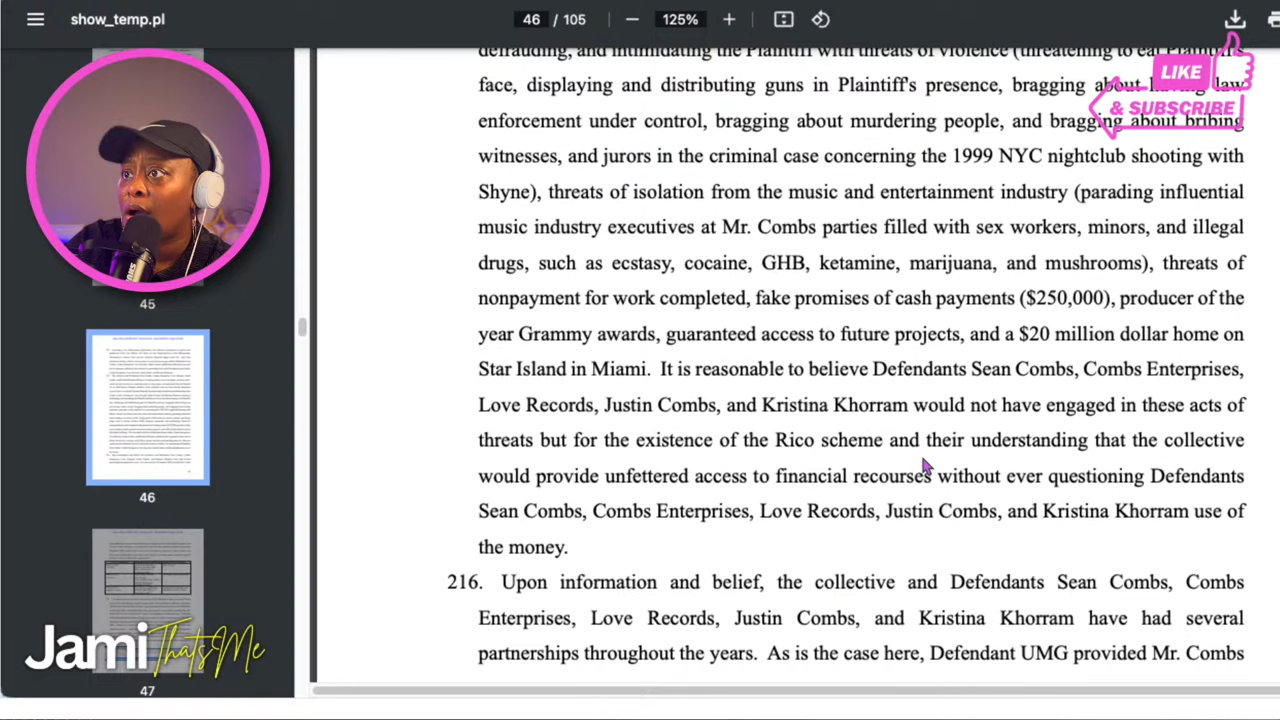 show_temp.pl
46 / 105
125%
defrauding, and intimidating the Plaintiff with threats of violence (threatening to eat Plaintiff's
face, displaying and distributing guns in Plaintiff's presence, bragging about having law
enforcement under control, bragging about murdering people, and bragging about bribing
witnesses, and jurors in the criminal case concerning the 1999 NYC nightclub shooting with
Shyne), threats of isolation from the music and entertainment industry (parading influential
music industry executives at Mr. Combs parties filled with sex workers, minors, and illegal
drugs, such as ecstasy, cocaine, GHB, ketamine, marijuana, and mushrooms), threats of
nonpayment for work completed, fake promises of cash payments ($250,000), producer of the
year Grammy awards, guaranteed access to future projects, and a $20 million dollar home on
Star Island in Miami. It is reasonable to believe Defendants Sean Combs, Combs Enterprises,
Love Records, Justin Combs, and Kristina Khorram would not have engaged in these acts of
threats but for the existence of the Rico scheme and their understanding that the collective
would provide unfettered access to financial recourses without ever questioning Defendants
Sean Combs, Combs Enterprises, Love Records, Justin Combs, and Kristina Khorram use of
the money.
216. Upon information and belief, the collective and Defendants Sean Combs, Combs
Enterprises, Love Records, Justin Combs, and Kristina Khorram have had several
partnerships throughout the years. As is the case here, Defendant UMG provided Mr. Combs
LIKE
& SUBSCRIBE
45
46
47
Jami That'sMe